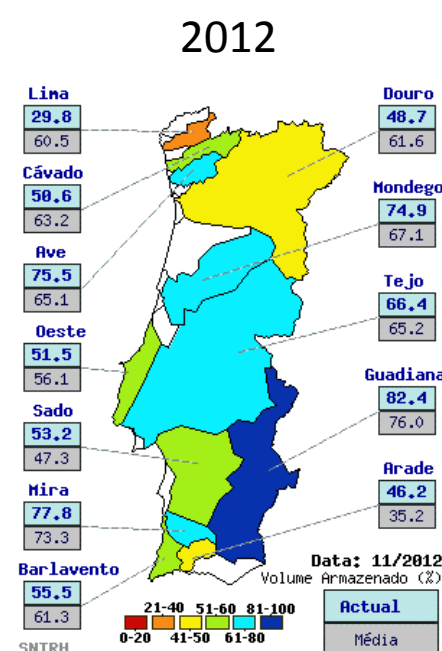 2012
Lima
29.8
60.5
Cávado
50.6
63.2
Ave
75.5
65.1
Oeste
51.5
56.1
Sado
53.2
47.3
Mira
77.8
73.3
Barlavento
55.5
61.3
Douro
48.7
61.6
Mondego
74.9
67.1
Tejo
66.4
65.2
Guadiana
82.4
76.0
Arade
46.2
35.2
Data: 11/2012
Volume Armazenado (%)
21-40 51-60 81-100
0-20 41-50 61-80
Actual
Média
SNTRH